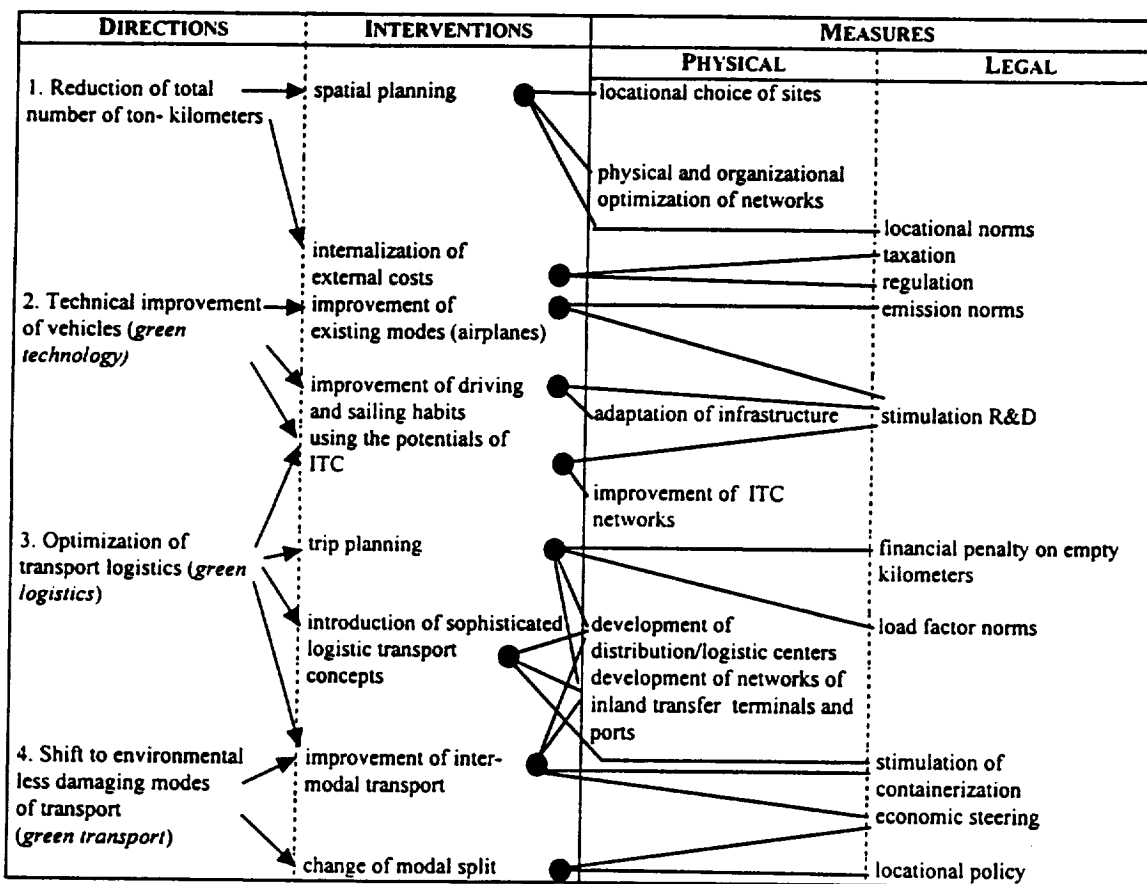 DIRECTIONS
INTERVENTIONS
MEASURES
PHYSICAL
LEGAL
1. Reduction of total
number of ton- kilometers
spatial planning
locational choice of sites
physical and organizational
optimization of networks
locational norms
internalization of
external costs
taxation
regulation
2. Technical improvement
of vehicles (green
technology)
improvement of
existing modes (airplanes)
emission norms
improvement of driving
and sailing habits
using the potentials of
ITC
adaptation of infrastructure
stimulation R&D
improvement of ITC
networks
3. Optimization of
transport logistics (green
logistics)
trip planning
financial penalty on empty
kilometers
introduction of sophisticated
logistic transport
concepts
development of
distribution/logistic centers
development of networks of
inland transfer terminals and
ports
load factor norms
4. Shift to environmental
less damaging modes
of transport
(green transport)
improvement of inter-
modal transport
stimulation of
containerization
economic steering
change of modal split
locational policy